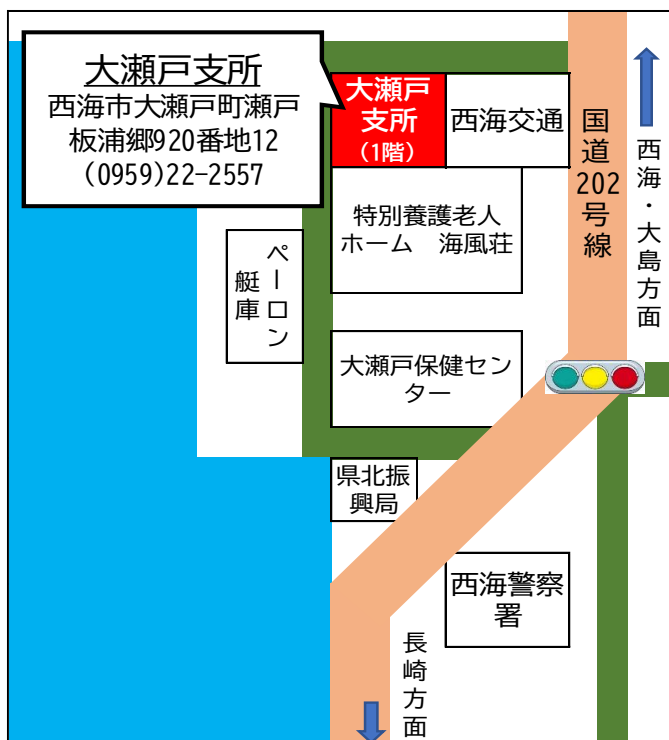 大瀬戸支所
西海市大瀬戸町瀬戸
板浦郷920番地12
(0959)22-2557
大瀬戸
支所
(1階)
西海交通
国道202号線
西海・大島方面
特別養護老人
ホーム　海風荘
ペーロン
艇庫
大瀬戸保健セン
ター
県北振
興局
西海警察
署
長崎方面